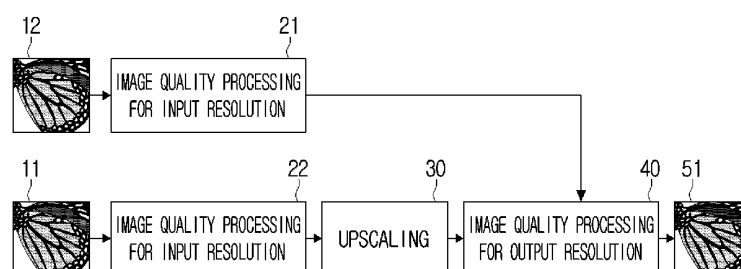 12
21
IMAGE QUALITY PROCESSING
FOR INPUT RESOLUTION
11
22
30
40
51
IMAGE QUALITY PROCESSING
FOR INPUT RESOLUTION
UPSCALING
IMAGE QUALITY PROCESSING
FOR OUTPUT RESOLUTION